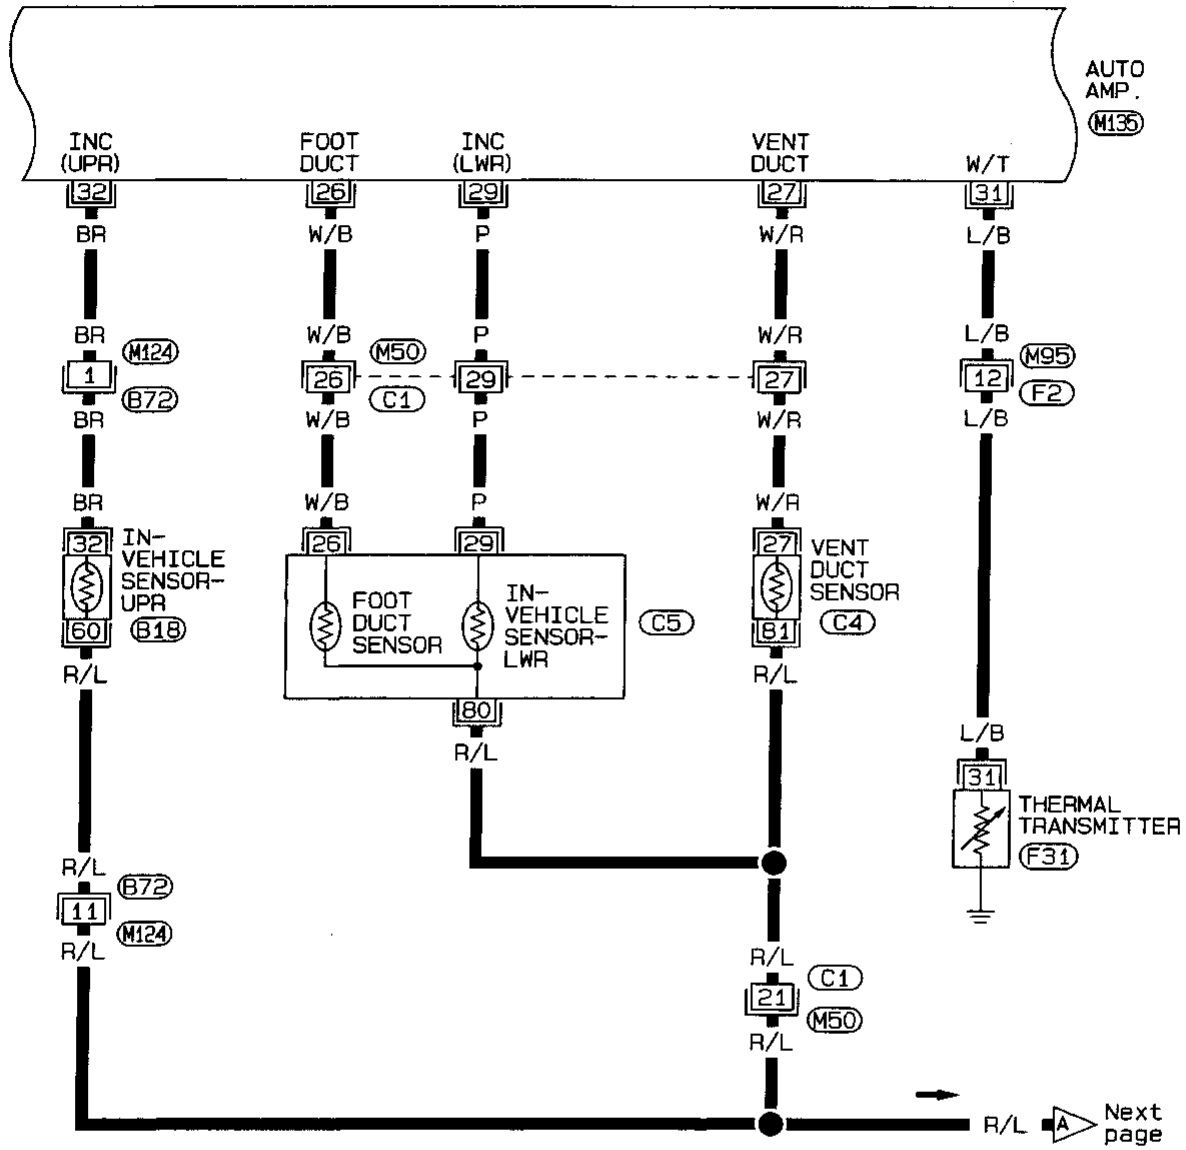 AUTO
AMP.
M135
INC
(UPR)
FOOT
DUCT
INC
(LWR)
VENT
DUCT
W/T
32
26
29
27
31
BR
W/B
P
W/R
L/B
BR
W/B
P
W/R
L/B
M124
M50
M95
1
26
29
27
12
B72
C1
F2
BR
W/B
P
W/R
L/B
BR
W/B
P
W/R
32
26
29
27
IN-
VEHICLE
SENSOR-
UPR
B18
60
FOOT
DUCT
SENSOR
IN-
VEHICLE
SENSOR-
LWR
C5
VENT
DUCT
SENSOR
C4
81
R/L
R/L
80
R/L
L/B
31
THERMAL
TRANSMITTER
F31
R/L
B72
11
M124
R/L
R/L
C1
21
M50
R/L
R/L
A
Next
page